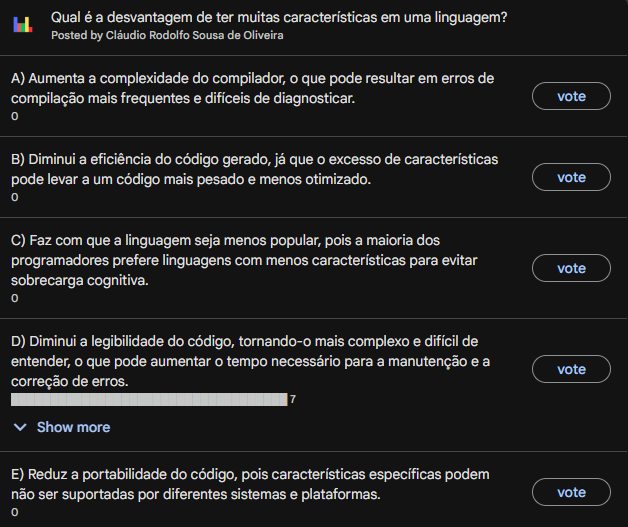 Qual é a desvantagem de ter muitas características em uma linguagem?
Posted by Cláudio Rodolfo Sousa de Oliveira
A) Aumenta a complexidade do compilador, o que pode resultar em erros de
compilação mais frequentes e difíceis de diagnosticar.
0
vote
B) Diminui a eficiência do código gerado, já que o excesso de características
pode levar a um código mais pesado e menos otimizado.
0
vote
C) Faz com que a linguagem seja menos popular, pois a maioria dos
programadores prefere linguagens com menos características para evitar
sobrecarga cognitiva.
0
vote
D) Diminui a legibilidade do código, tornando-o mais complexo e difícil de
entender, o que pode aumentar o tempo necessário para a manutenção e a
correção de erros.
7
vote
Show more
E) Reduz a portabilidade do código, pois características específicas podem
não ser suportadas por diferentes sistemas e plataformas.
0
vote